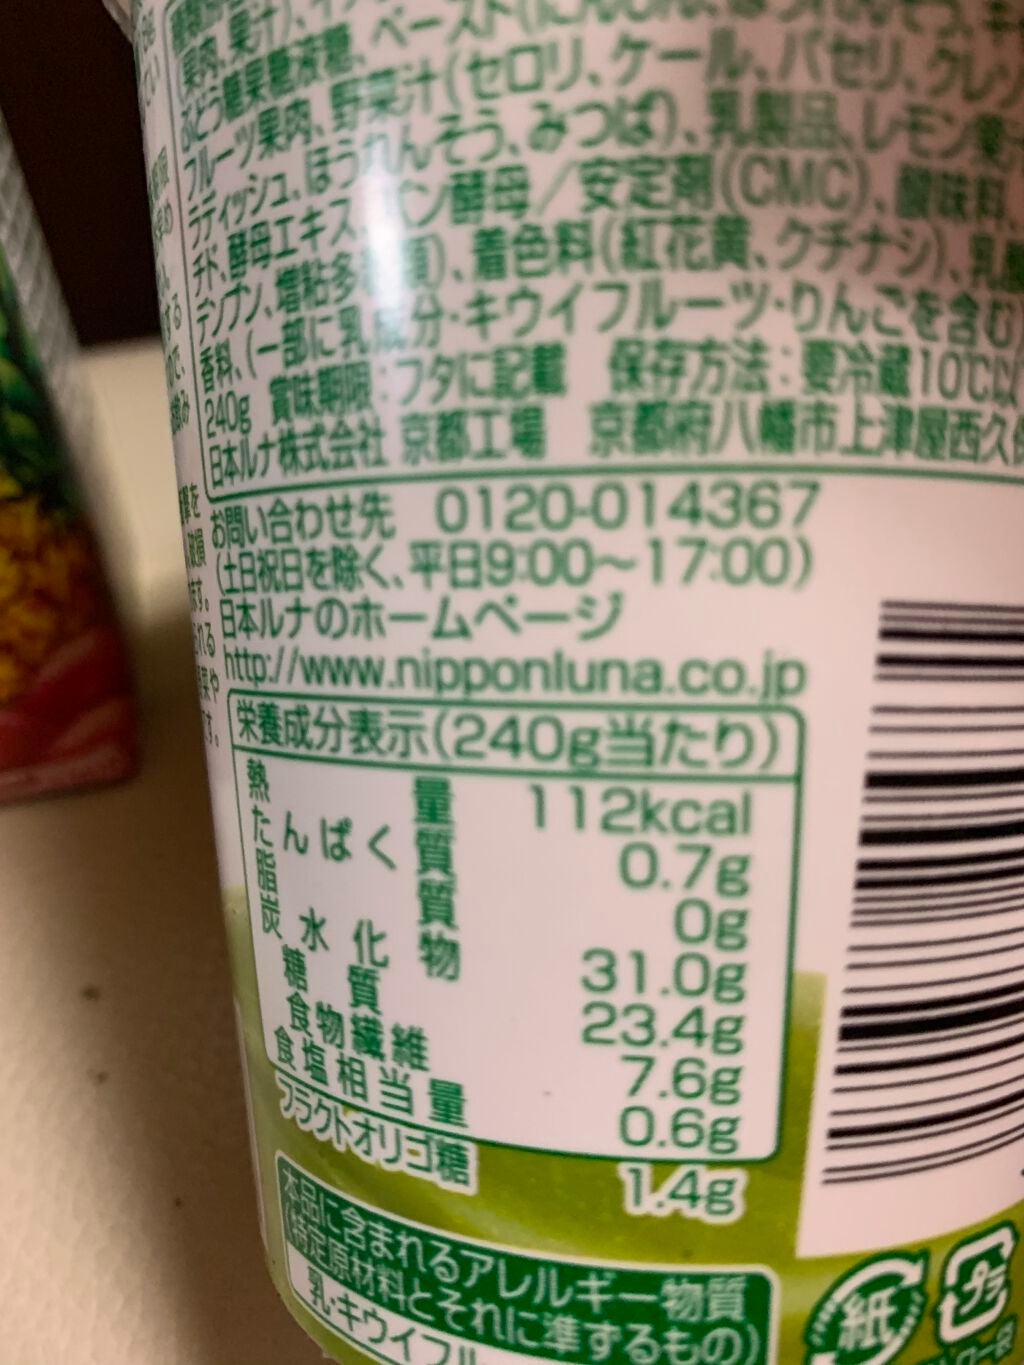 果肉、果汁)、
ぶどう糖果糖液糖、ペースト(にんじん、
フルーツ果肉、野菜汁(セロリ、ケール、パセリ、クレソ
ラディッシュ、ほうれんそう、みつば)、乳製品、レモン果汁
チド、酵母エキス、パン酵母/安定剤(CMC)、酸味料、
デンプン、増粘多 類)、着色料(紅花黄、クチナシ)、乳酸
香料、(一部に乳成分・キウイフルーツ・りんごを含む)
240g 賞味期限:フタに記載 保存方法:要冷蔵10℃以
日本ルナ株式会社 京都工場 京都府八幡市上津屋西久保
お問い合わせ先 0120-014367
(土日祝日を除く、平日9:00〜17:00)
日本ルナのホームページ
http://www.nipponluna.co.jp
栄養成分表示(240g当たり)
熱量 112kcal
たんぱく質 0.7g
脂質 0g
炭水化物 31.0g
糖質 23.4g
食物繊維 7.6g
食塩相当量 0.6g
フラクトオリゴ糖 1.4g
本品に含まれるアレルギー物質
(特定原材料とそれに準ずるもの)
乳・キウイフル
紙
プラ